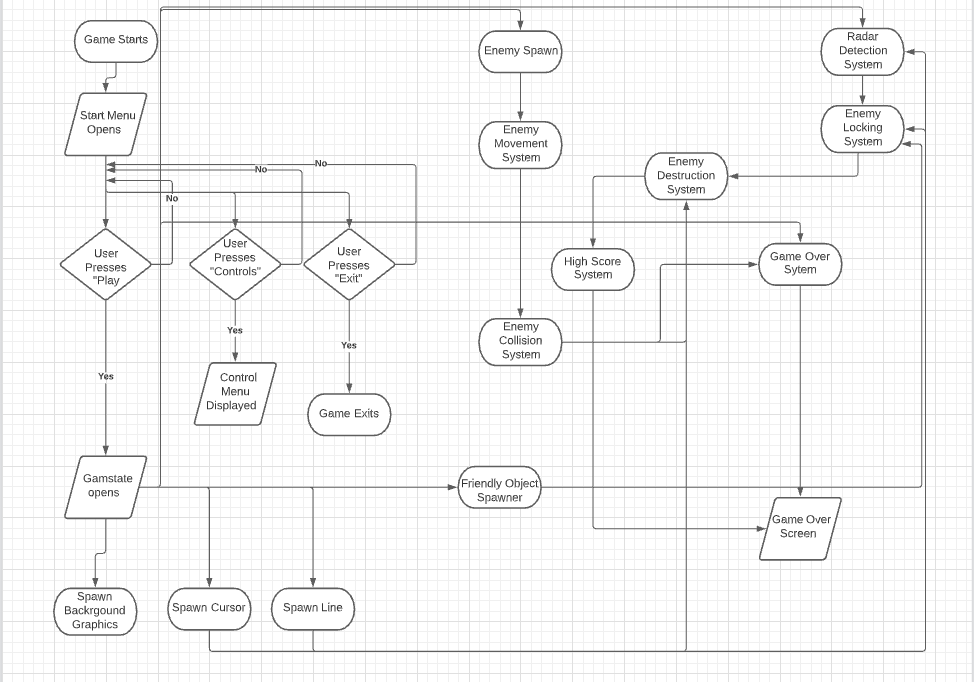 Game Starts
Start Menu
Opens
Enemy Spawn
Radar
Detection
System
Enemy
Movement
System
Enemy
Locking
System
Enemy
Destruction
System
No
No
No
User
Presses
"Play
User
Presses
"Controls"
User
Presses
"Exit"
High Score
System
Game Over
Sytem
Enemy
Collision
System
Yes
Yes
Yes
Control
Menu
Displayed
Game Exits
Gamstate
opens
Friendly Object
Spawner
Game Over
Screen
Spawn
Backrgound
Graphics
Spawn Cursor
Spawn Line